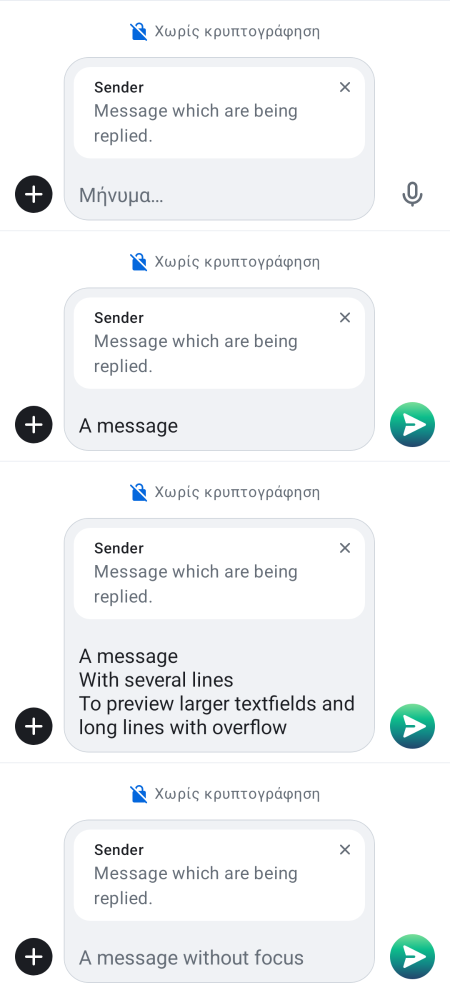 Χωρίς κρυπτογράφηση
Sender
Message which are being
replied.
Μήνυμα…
Χωρίς κρυπτογράφηση
Sender
Message which are being
replied.
A message
Χωρίς κρυπτογράφηση
Sender
Message which are being
replied.
A message
With several lines
To preview larger textfields and
long lines with overflow
Χωρίς κρυπτογράφηση
Sender
Message which are being
replied.
A message without focus